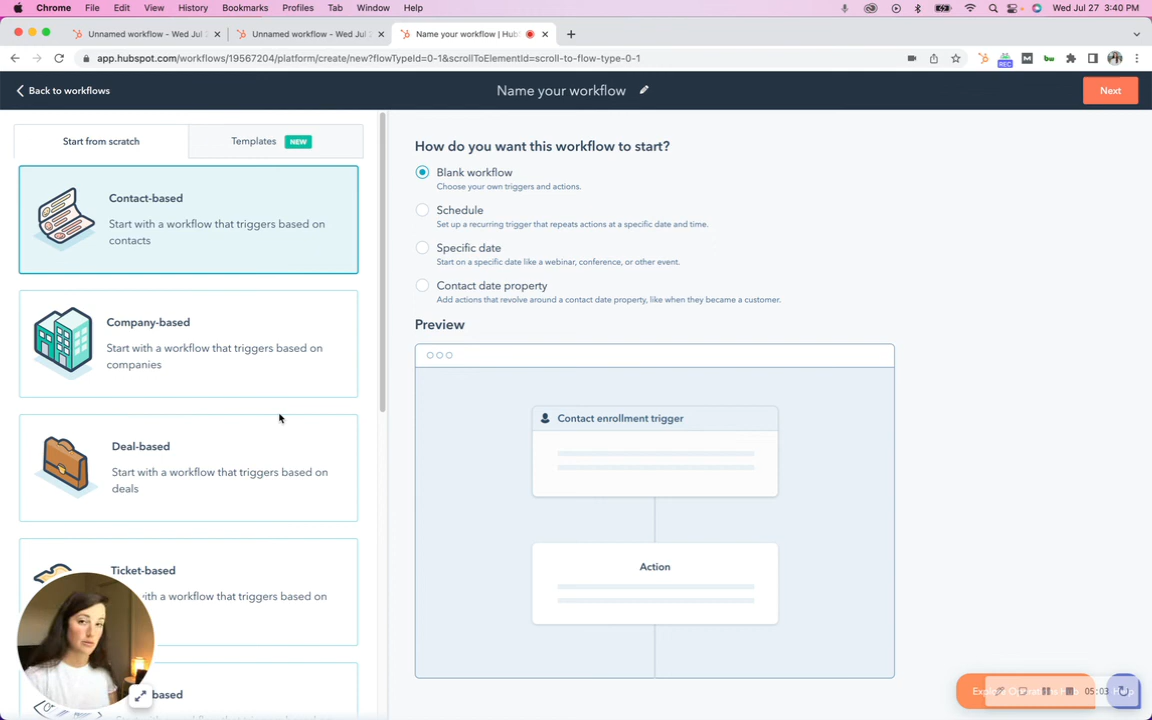 Chrome File Edit View History Bookmarks Profiles Tab Window Help Wed Jul 27 3:40 PM
Unnamed workflow - Wed Jul Unnamed workflow - Wed Jul Name your workflow | Hub
app.hubspot.com/workflows/19567204/platform/create/new?flowTypeId=0-1&scrollToElementId=scroll-to-flow-type-0-1
REC
Back to workflows Name your workflow Next
Start from scratch Templates NEW
Contact-based
Start with a workflow that triggers based on
contacts
Company-based
Start with a workflow that triggers based on
companies
Deal-based
Start with a workflow that triggers based on
deals
Ticket-based
with a workflow that triggers based on
based
How do you want this workflow to start?
Blank workflow
Choose your own triggers and actions.
Schedule
Set up a recurring trigger that repeats actions at a specific date and time.
Specific date
Start on a specific date like a webinar, conference, or other event.
Contact date property
Add actions that revolve around a contact date property, like when they became a customer.
Preview
Contact enrollment trigger
Action
05:03